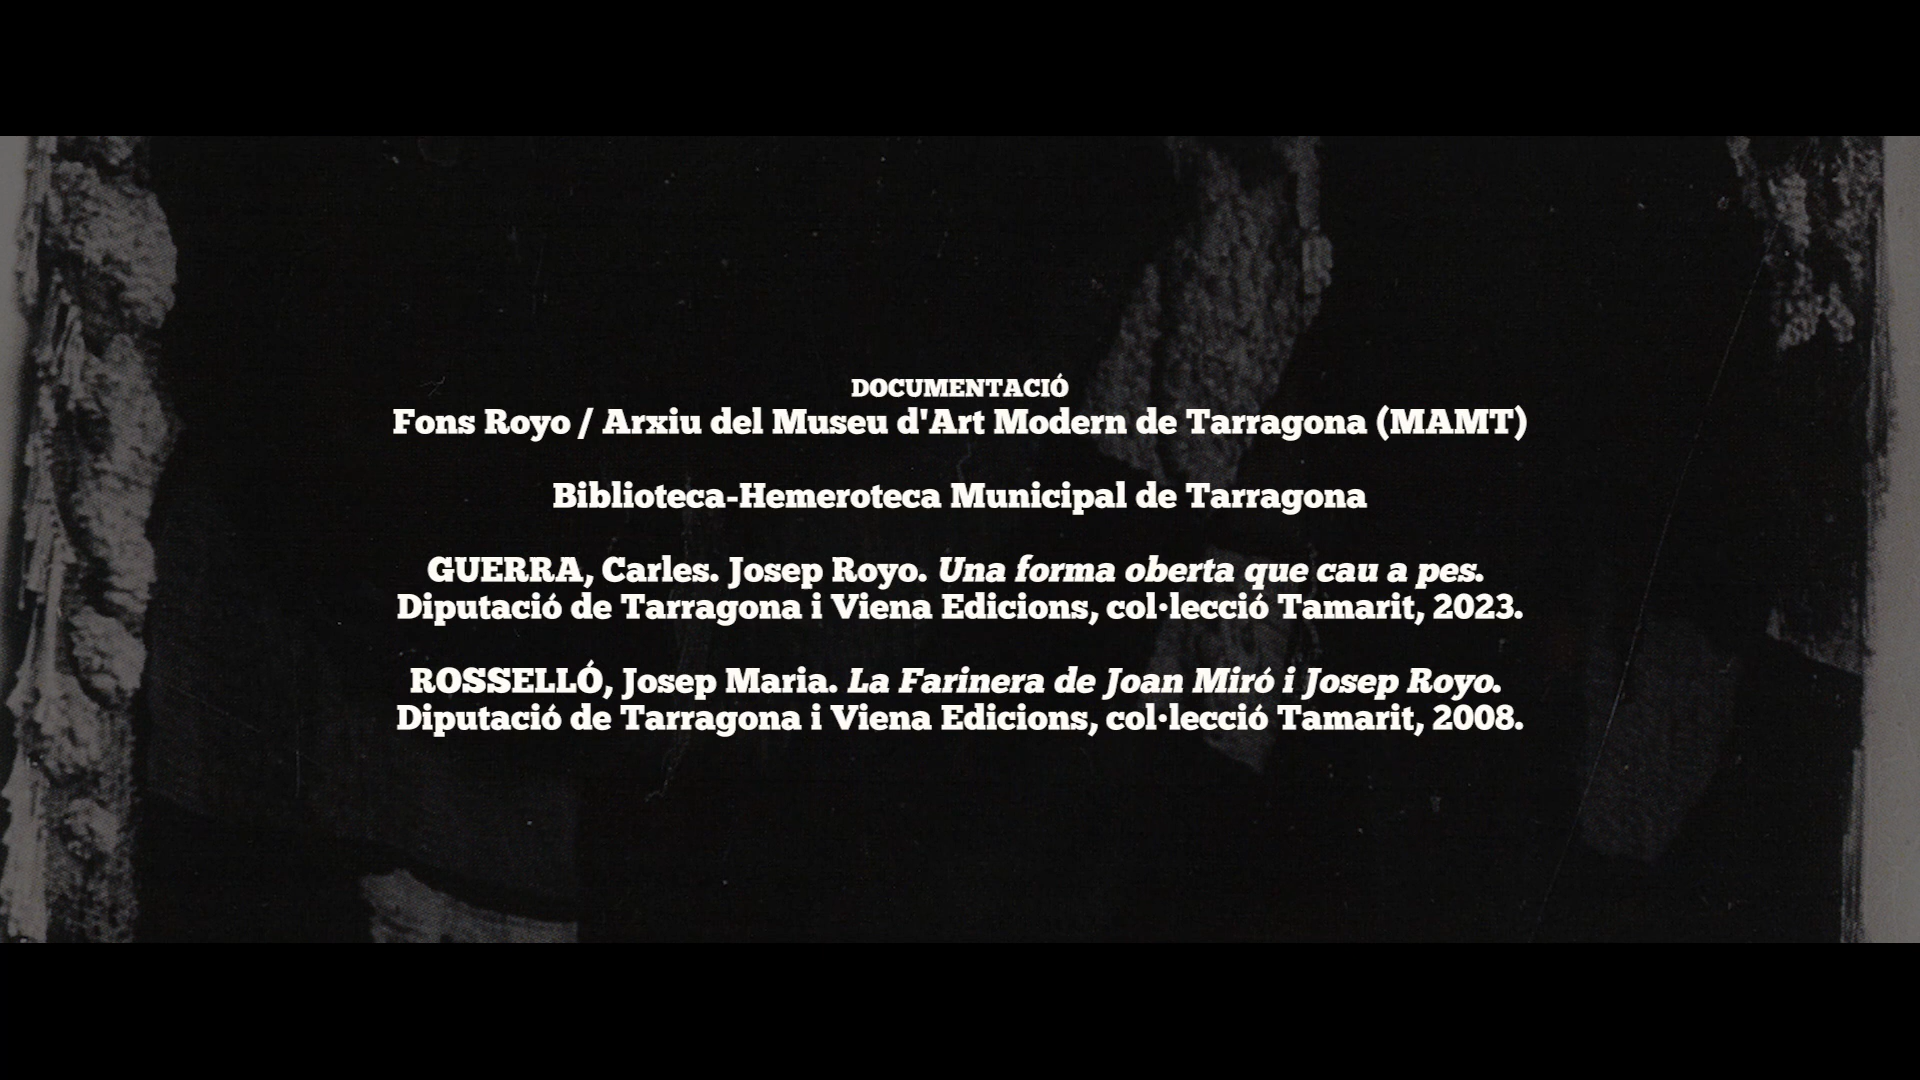 DOCUMENTACIÓ
Fons Royo / Arxiu del Museu d'Art Modern de Tarragona (MAMT)
Biblioteca-Hemeroteca Municipal de Tarragona
GUERRA, Carles. Josep Royo. Una forma oberta que cau a pes.
Diputació de Tarragona i Viena Edicions, col·lecció Tamarit, 2023.
ROSSELLÓ, Josep Maria. La Farinera de Joan Miró i Josep Royo.
Diputació de Tarragona i Viena Edicions, col·lecció Tamarit, 2008.